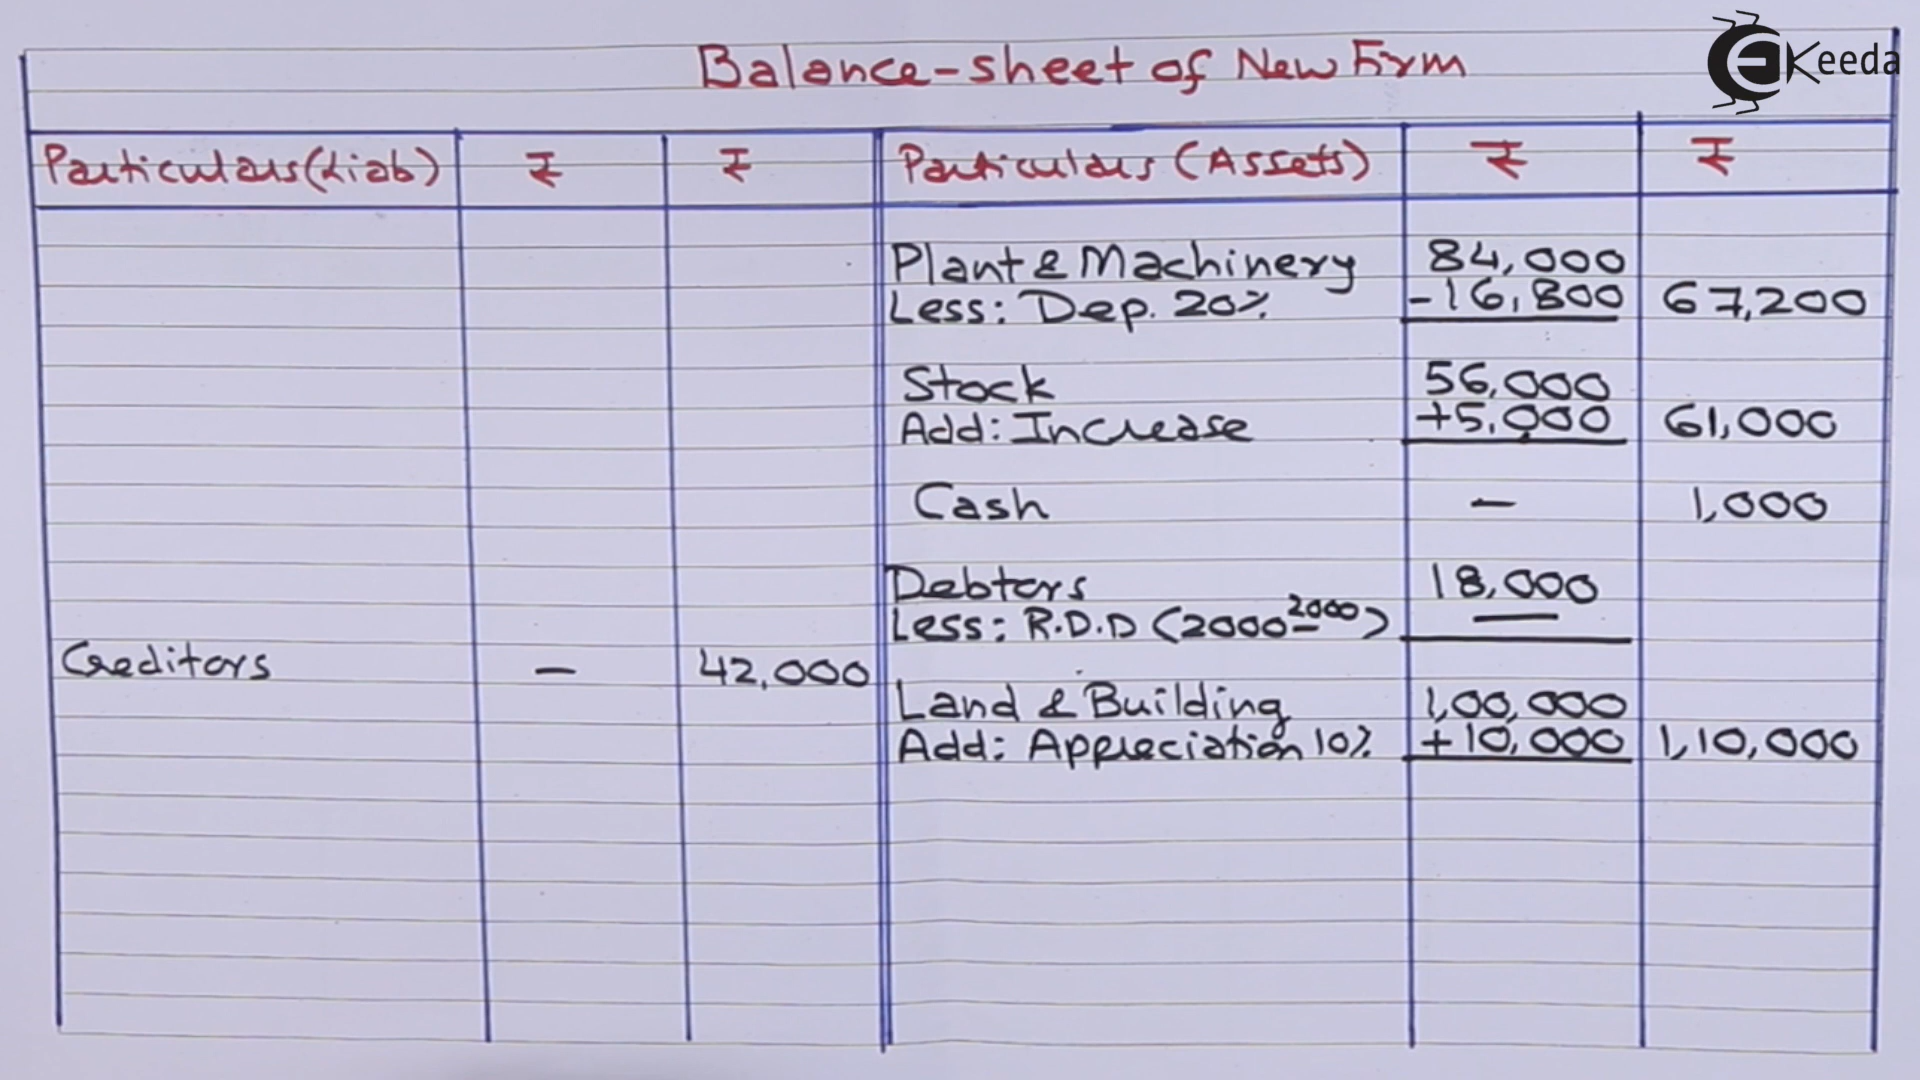 Keeda
Balance-sheet of New Firm
Particulars (Liab) ₹ ₹ Particulars (Assets) ₹ ₹
Plant & Machinery 84,000
Less: Dep. 20% -16,800 67,200
Stock 56,000
Add: Increase +5,000 61,000
Cash — 1,000
Debtors 18,000
Less: R.D.D (2000-2000) —
Creditors — 42,000
Land & Building 1,00,000
Add: Appreciation 10% +10,000 1,10,000